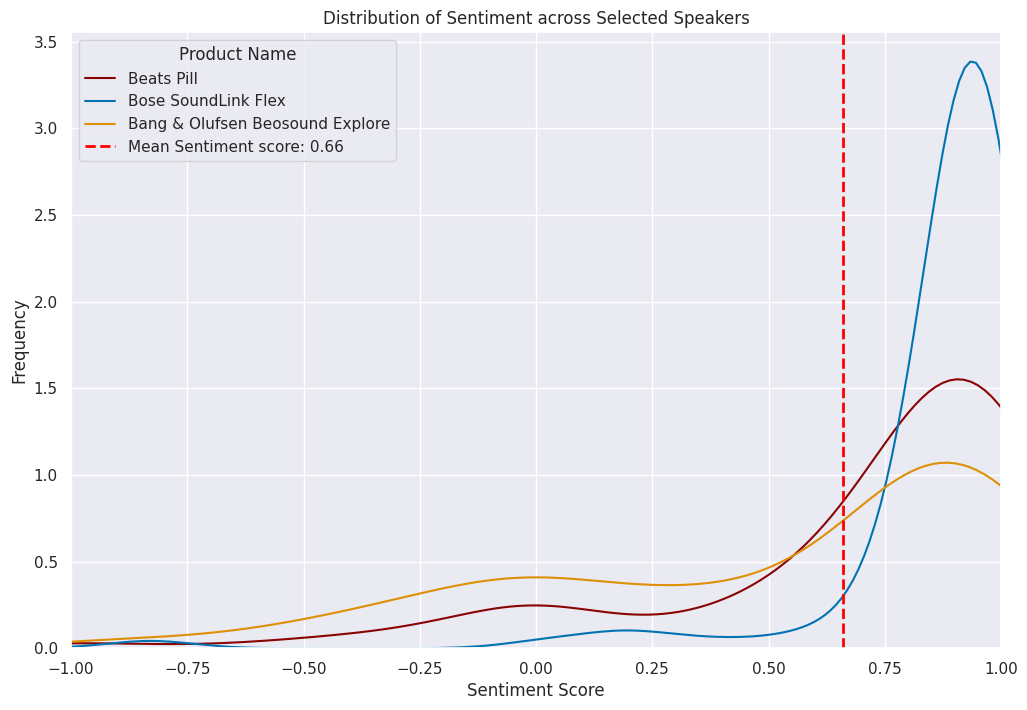 Distribution of Sentiment across Selected Speakers
Product Name
Beats Pill
Bose SoundLink Flex
Bang & Olufsen Beosound Explore
Mean Sentiment score: 0.66
Frequency
3.5
3.0
2.5
2.0
1.5
1.0
0.5
0.0
−1.00 −0.75 −0.50 −0.25 0.00 0.25 0.50 0.75 1.00
Sentiment Score